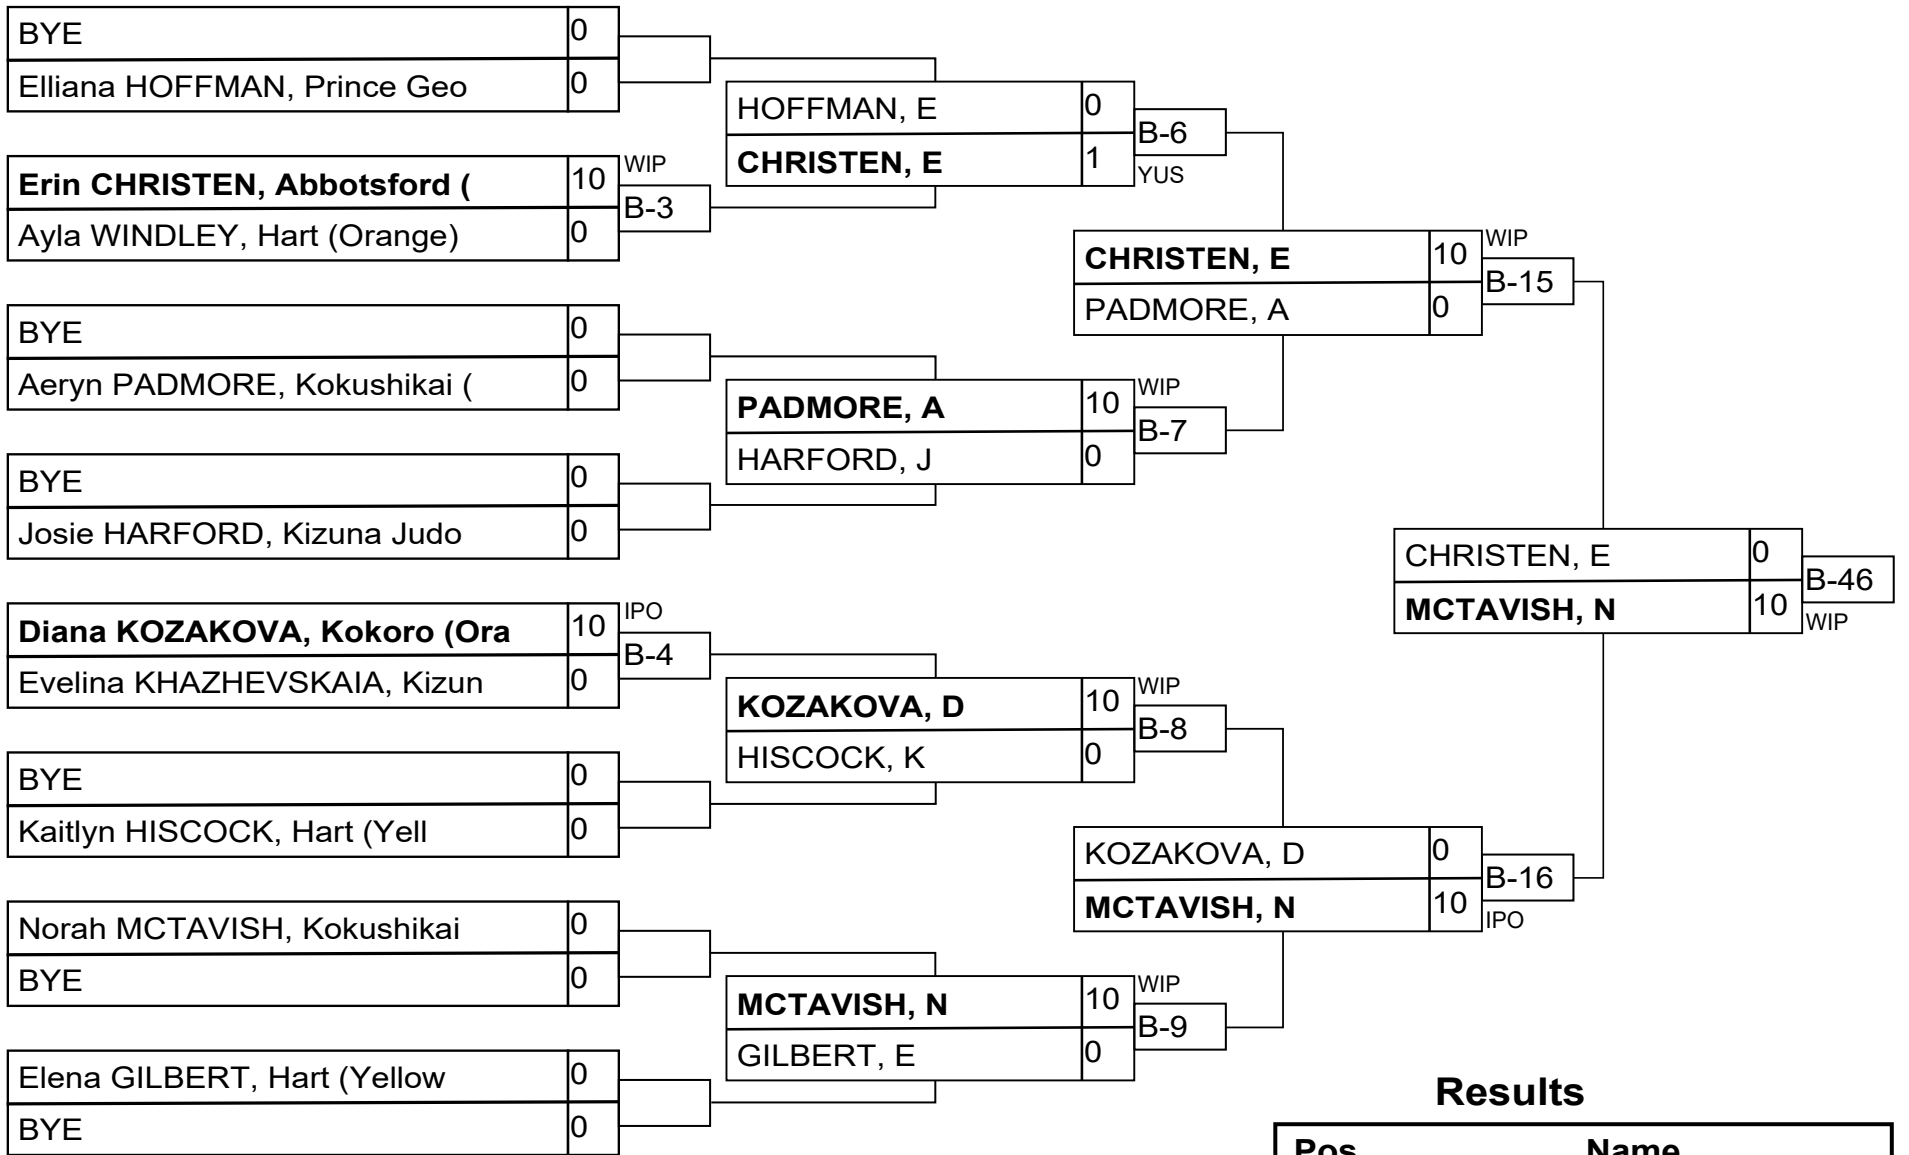 BYE 0
Elliana HOFFMAN, Prince Geo 0
Erin CHRISTEN, Abbotsford ( 10 WIP
B-3
Ayla WINDLEY, Hart (Orange) 0
BYE 0
Aeryn PADMORE, Kokushikai ( 0
BYE 0
Josie HARFORD, Kizuna Judo 0
Diana KOZAKOVA, Kokoro (Ora 10 IPO
B-4
Evelina KHAZHEVSKAIA, Kizun 0
BYE 0
Kaitlyn HISCOCK, Hart (Yell 0
Norah MCTAVISH, Kokushikai 0
BYE 0
Elena GILBERT, Hart (Yellow 0
BYE 0
HOFFMAN, E 0
B-6
CHRISTEN, E 1 YUS
PADMORE, A 10 WIP
B-7
HARFORD, J 0
KOZAKOVA, D 10 WIP
B-8
HISCOCK, K 0
MCTAVISH, N 10 WIP
B-9
GILBERT, E 0
CHRISTEN, E 10 WIP
B-15
PADMORE, A 0
KOZAKOVA, D 0
B-16
MCTAVISH, N 10 IPO
CHRISTEN, E 0
B-46
MCTAVISH, N 10 WIP
Results
Pos Name